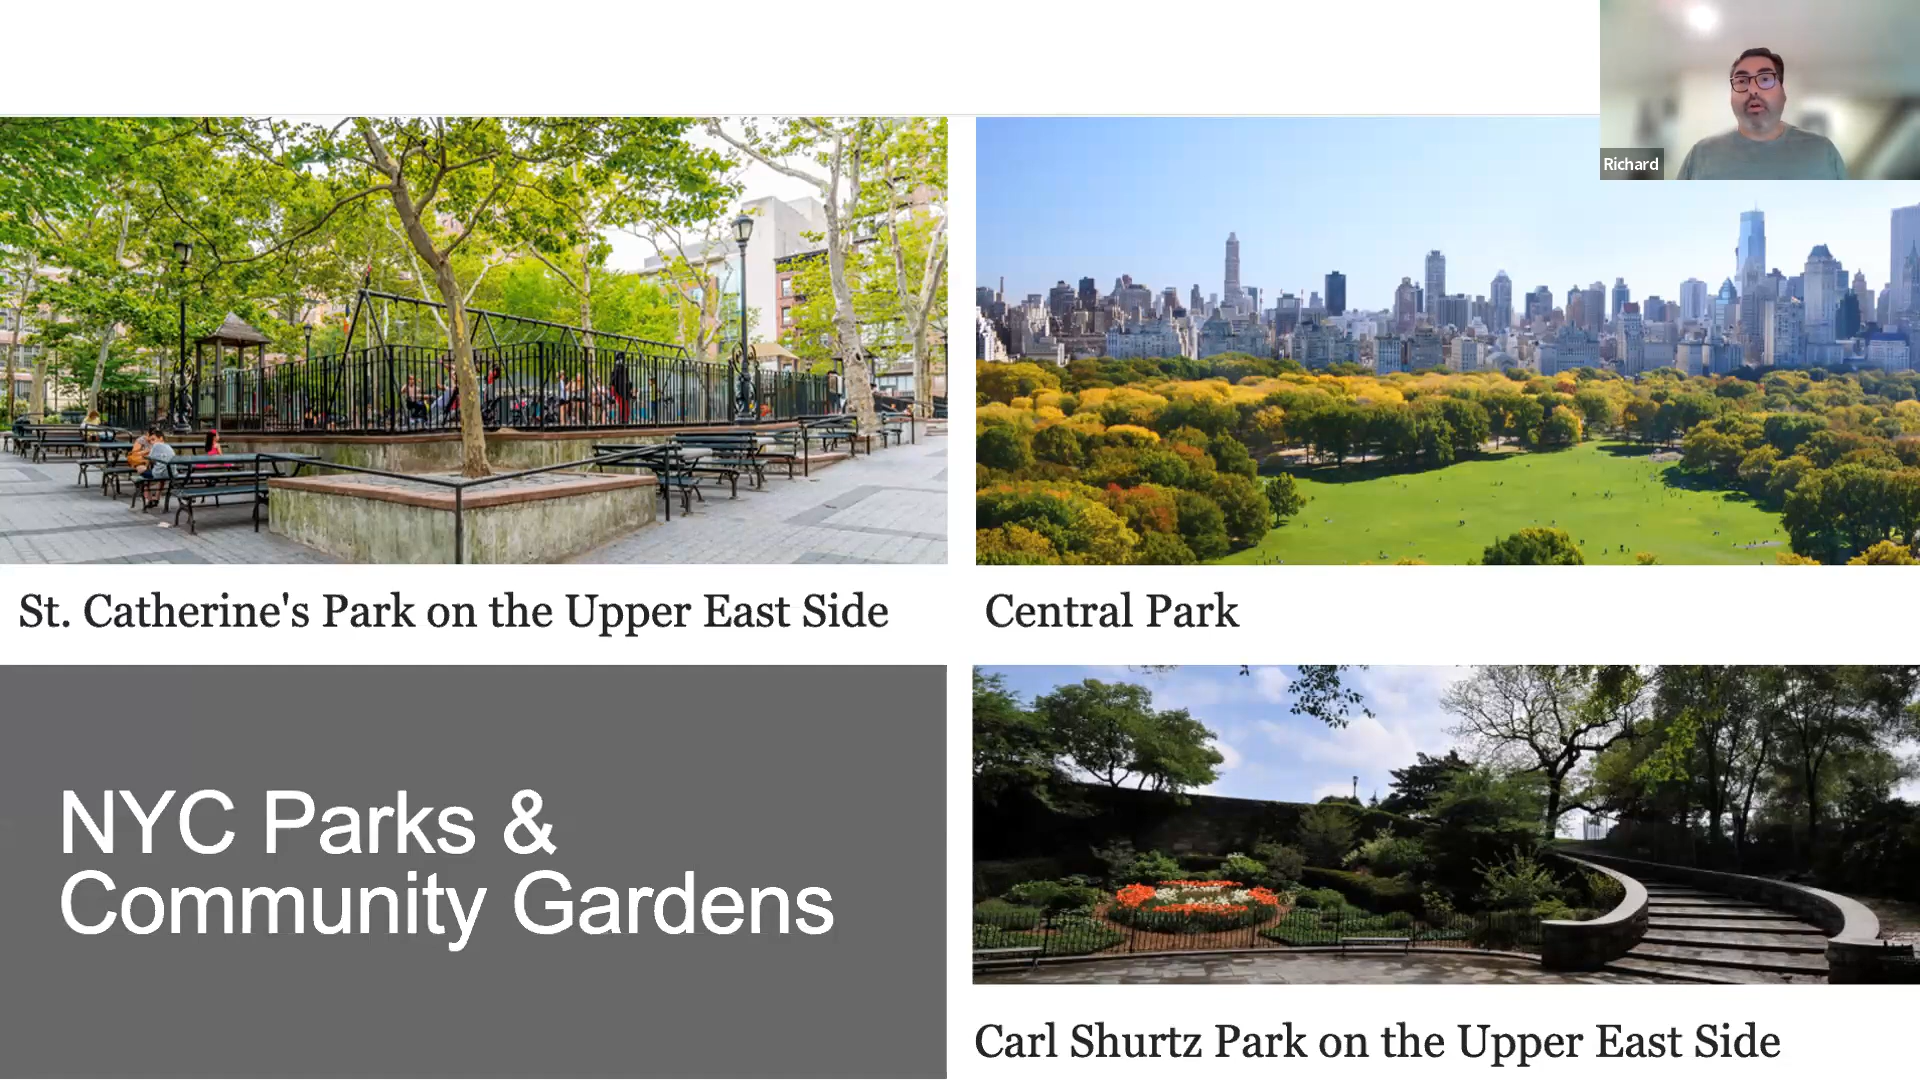 Richard
St. Catherine's Park on the Upper East Side
Central Park
NYC Parks &
Community Gardens
Carl Shurtz Park on the Upper East Side